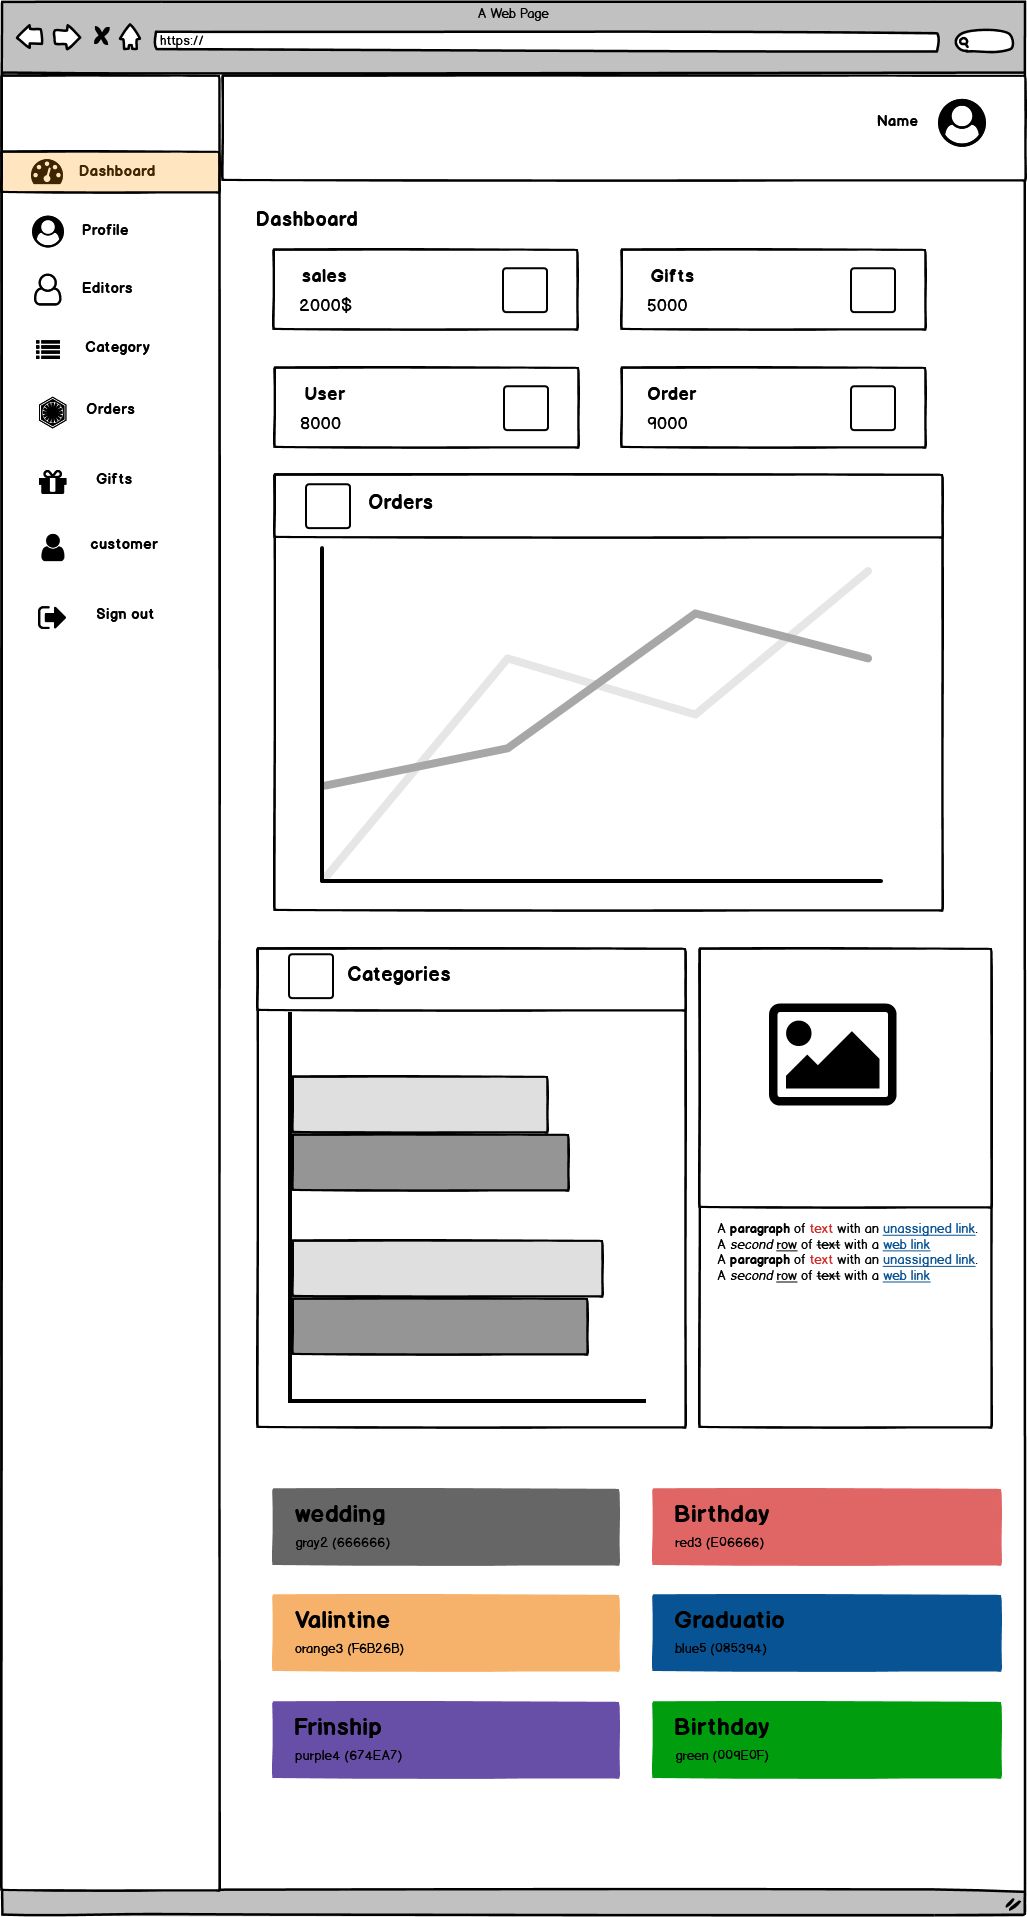 A Web Page
https://
Name
Dashboard
Profile
Editors
Category
Orders
Gifts
customer
Sign out
Dashboard
sales
2000$
Gifts
5000
User
8000
Order
9000
Orders
Categories
A paragraph of text with an unassigned link.
A second row of text with a web link
A paragraph of text with an unassigned link.
A second row of text with a web link
wedding
gray2 (666666)
Birthday
red3 (E06666)
Valintine
orange3 (F6B26B)
Graduatio
blue5 (085394)
Frinship
purple4 (674EA7)
Birthday
green (009E0F)